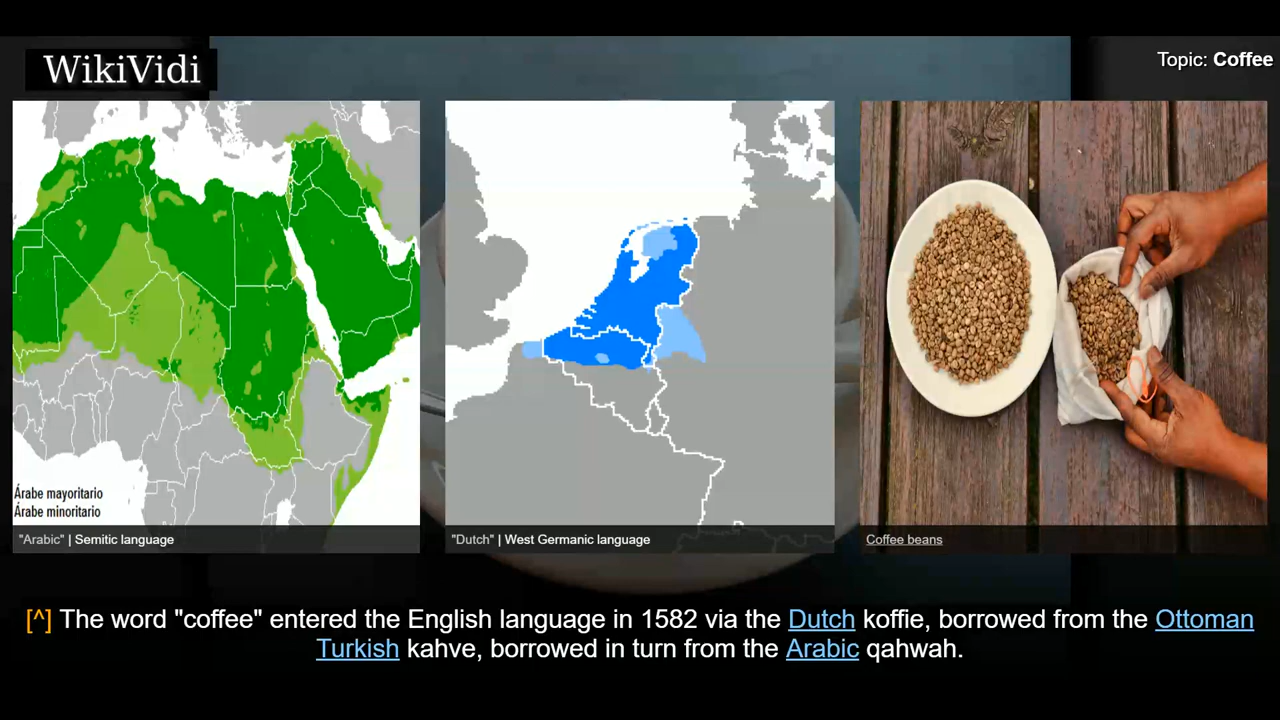 WikiVidi
Topic: Coffee
Árabe mayoritario
Árabe minoritario
"Arabic" | Semitic language
"Dutch" | West Germanic language
Coffee beans
[^] The word "coffee" entered the English language in 1582 via the Dutch koffie, borrowed from the Ottoman
Turkish kahve, borrowed in turn from the Arabic qahwah.